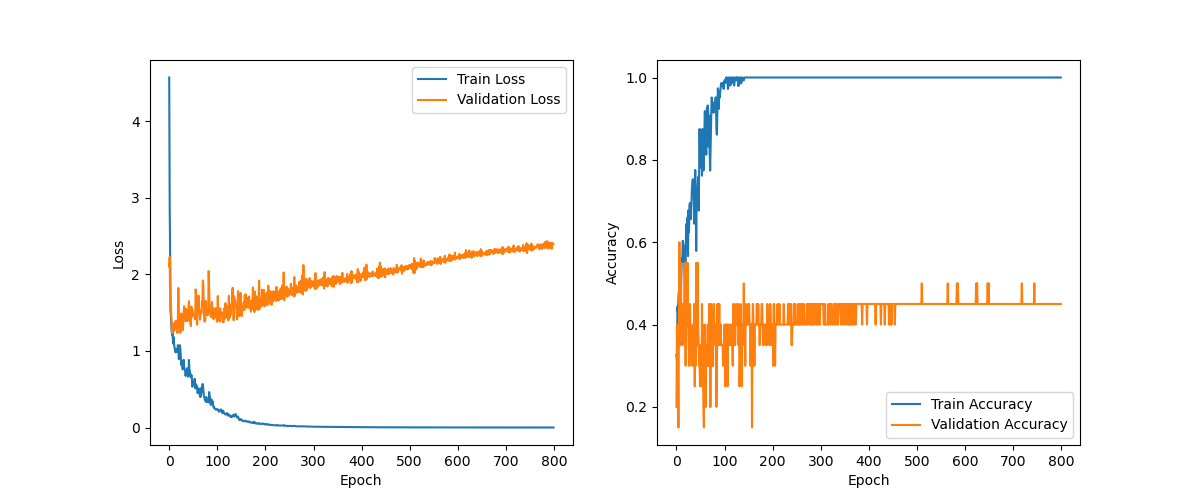 Train Loss
Validation Loss
Loss
4
3
2
1
0
0 100 200 300 400 500 600 700 800
Epoch
Accuracy
1.0
0.8
0.6
0.4
0.2
Train Accuracy
Validation Accuracy
0 100 200 300 400 500 600 700 800
Epoch